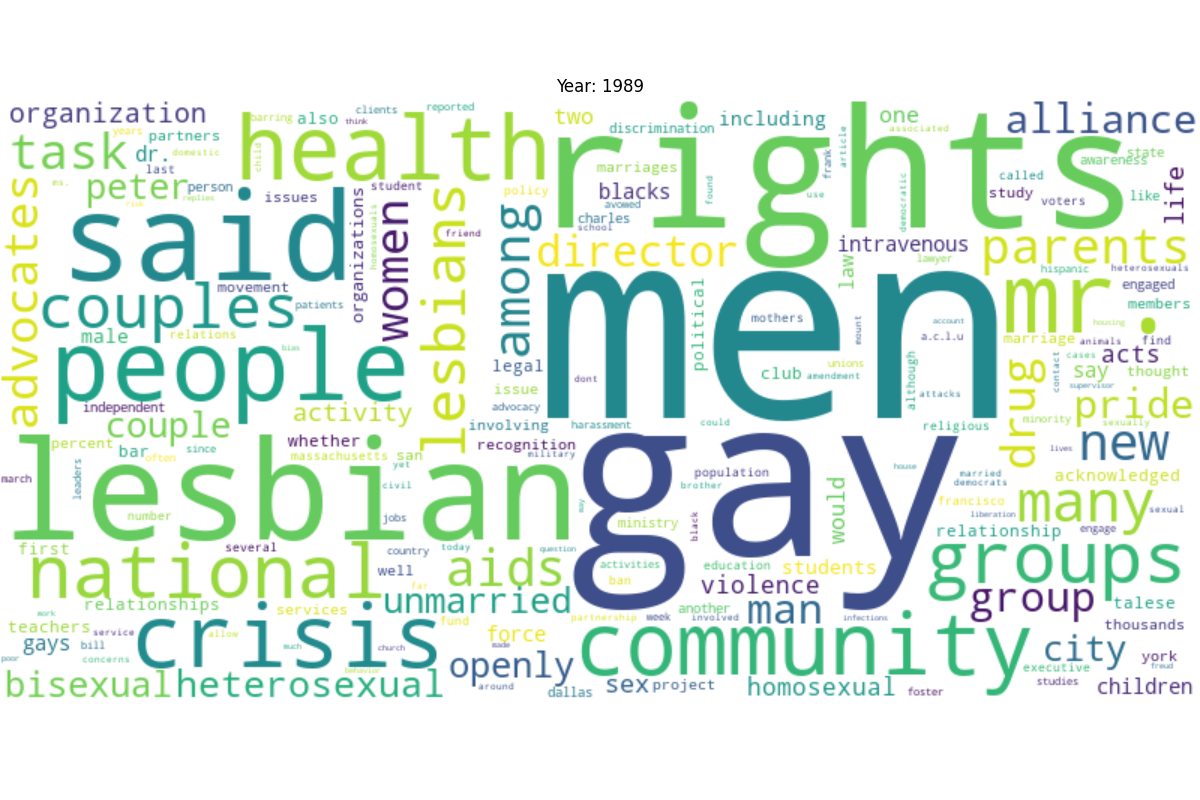 Year: 1989
organization
barring
also
clients
think
reported
two
including
one
associated
alliance
task
years
partners
dr.
domestic
last
health
child
rights
discrimination
marriages
frank
article
state
awareness
ms.
peter
person
replies
risk
said
issues
student
policy
blacks
avowed
charles
school
found
use
democratic
called
study
voters
like
life
advocates
organizations
homosexuals
women
lesbians
friend
among
director
law
intravenous
lawyer
parents
hispanic
heterosexuals
movement
couples
patients
male
relations
bias
people
political
men
mothers
mount
account
a.c.l.u
mr.
engaged
members
marriage
animals
find
cases
acts
legal
dont
club
unions
amendment
although
attacks
drug
contact
say
thought
supervisor
housing
independent
activity
couple
issue
advocacy
involving
harassment
could
religious
minority
sexually
pride
percent
bar
since
often
whether
recognition
massachusetts
san
yet
military
lives
new
march
leaders
lesbian
civil
jobs
number
may
gay
population
brother
black
ministry
would
house
married
democrats
francisco
liberation
acknowledged
many
sexual
engage
first
several
country
today
question
national
well
far
aids
activities
ban
education
students
violence
relationship
groups
relationships
work
services
unmarried
partnership
week
another
involved
man
infections
group
talese
thousands
teachers
service
gays
bill
poor
concerns
allow
crisis
much
church
behavior
fund
force
made
community
city
york
freud
executive
studies
bisexual
heterosexual
openly
around
dallas
sex
project
homosexual
foster
children